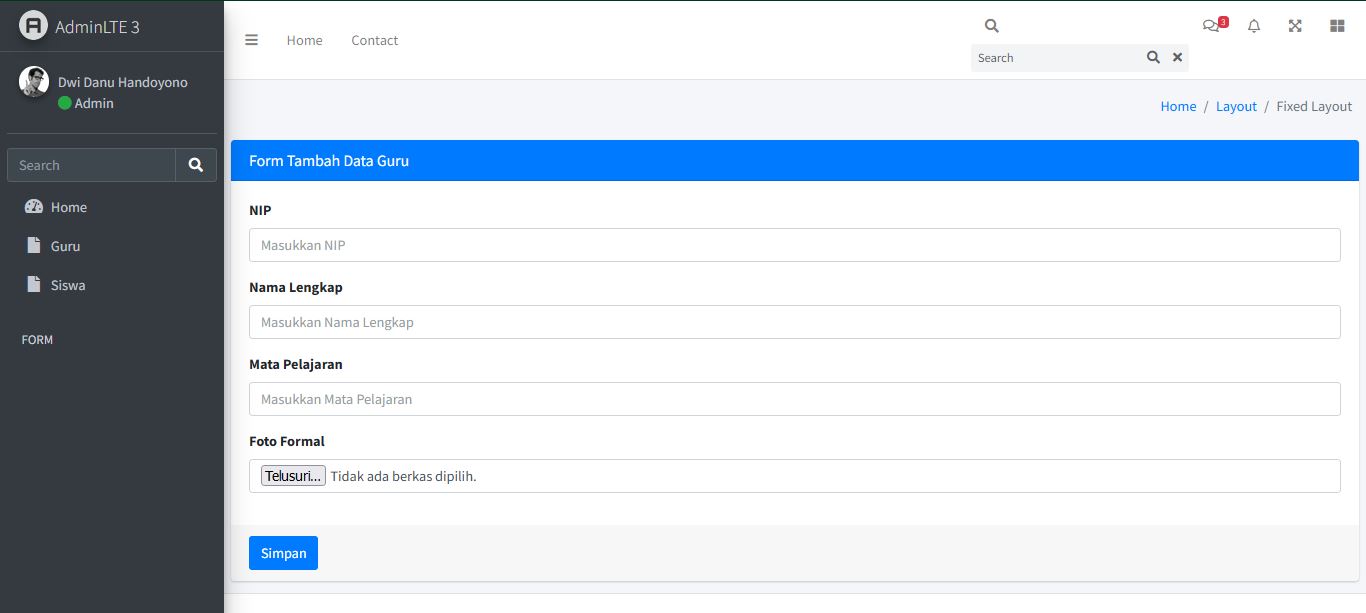 AdminLTE 3
Dwi Danu Handoyono
Admin
Search
Home
Guru
Siswa
FORM
Home Contact
Search
3
Home / Layout / Fixed Layout
Form Tambah Data Guru
NIP
Masukkan NIP
Nama Lengkap
Masukkan Nama Lengkap
Mata Pelajaran
Masukkan Mata Pelajaran
Foto Formal
Telusuri... Tidak ada berkas dipilih.
Simpan